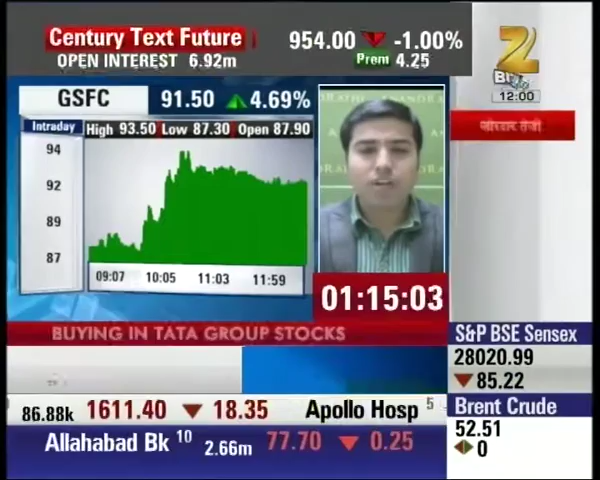 Century Text Future 954.00 -1.00%
OPEN INTEREST 6.92m Prem 4.25
12:00
GSFC 91.50 4.69%
Intraday High 93.50 Low 87.30 Open 87.90
94
92
89
87
09:07 10:05 11:03 11:59
ANAND RA
जोरदार तेजी
01:15:03
BUYING IN TATA GROUP STOCKS
S&P BSE Sensex
28020.99
85.22
Brent Crude
52.51
0
86.88k 1611.40 18.35 Apollo Hosp 5
Allahabad Bk 10 2.66m 77.70 0.25